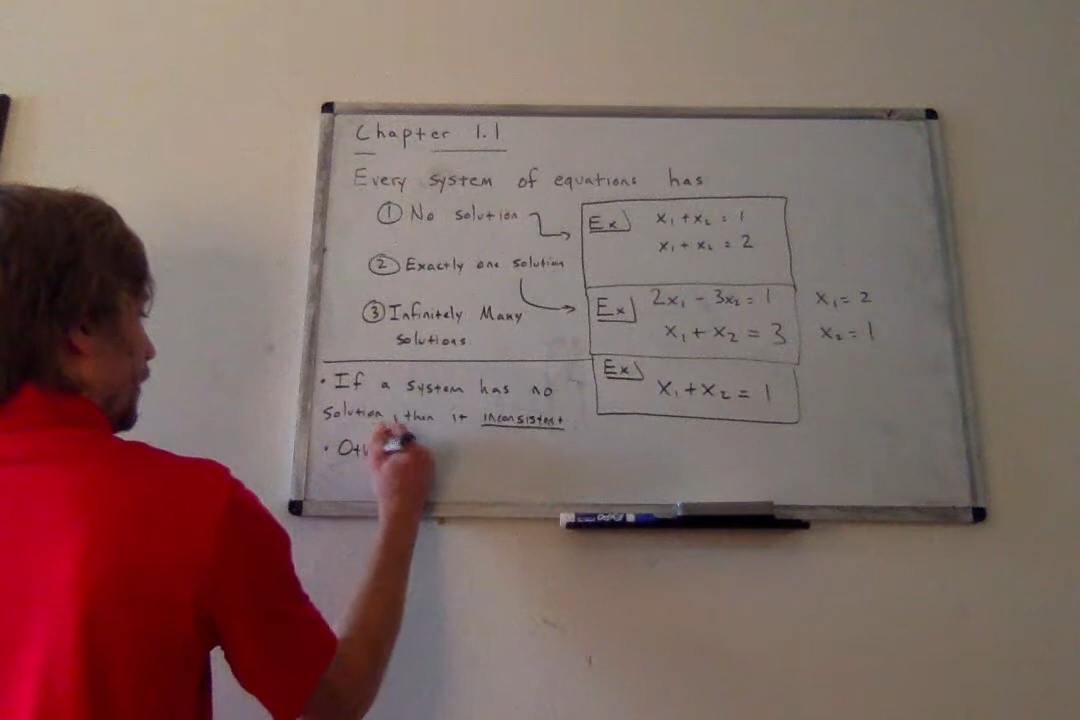 Chapter 1.1
Every system of equations has
① No solution
② Exactly one solution
③ Infinitely Many
solutions
Ex) x₁ + x₂ = 1
x₁ + x₂ = 2
Ex) 2x₁ - 3x₂ = 1 x₁ = 2
x₁ + x₂ = 3 x₂ = 1
Ex) x₁ + x₂ = 1
• If a system has no
solution, then it inconsistent
•
EXPO